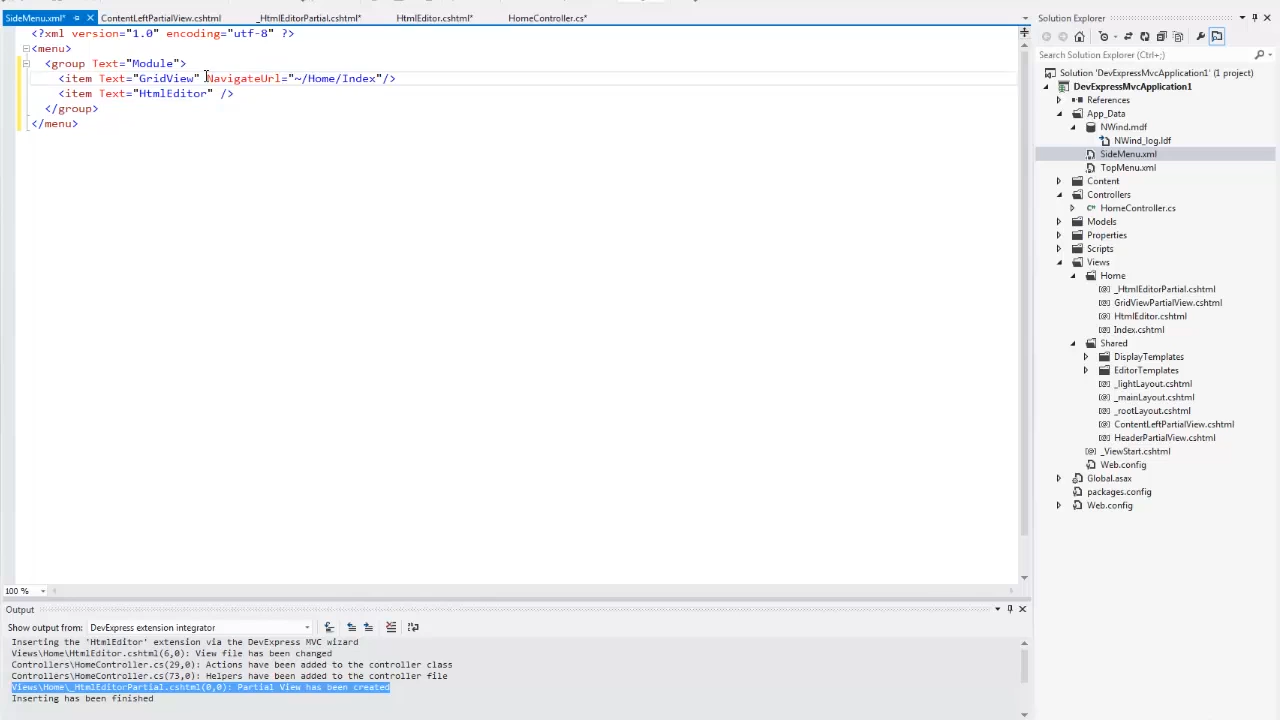 SideMenu.xml*
ContentLeftPartialView.cshtml
_HtmlEditorPartial.cshtml*
HtmlEditor.cshtml*
HomeController.cs*
<?xml version="1.0" encoding="utf-8" ?>
<menu>
<group Text="Module">
<item Text="GridView" NavigateUrl="~/Home/Index"/>
<item Text="HtmlEditor" />
</group>
</menu>
100 %
Solution Explorer
Search Solution Explorer (Ctrl+;)
Solution 'DevExpressMvcApplication1' (1 project)
DevExpressMvcApplication1
References
App_Data
NWind.mdf
NWind_log.ldf
SideMenu.xml
TopMenu.xml
Content
Controllers
HomeController.cs
Models
Properties
Scripts
Views
Home
_HtmlEditorPartial.cshtml
GridViewPartialView.cshtml
HtmlEditor.cshtml
Index.cshtml
Shared
DisplayTemplates
EditorTemplates
_lightLayout.cshtml
_mainLayout.cshtml
_rootLayout.cshtml
ContentLeftPartialView.cshtml
HeaderPartialView.cshtml
_ViewStart.cshtml
Web.config
Global.asax
packages.config
Web.config
Output
Show output from: DevExpress extension integrator
Inserting the 'HtmlEditor' extension via the DevExpress MVC wizard
Views\Home\HtmlEditor.cshtml(6,0): View file has been changed
Controllers\HomeController.cs(29,0): Actions have been added to the controller class
Controllers\HomeController.cs(73,0): Helpers have been added to the controller file
Views\Home\_HtmlEditorPartial.cshtml(0,0): Partial View has been created
Inserting has been finished